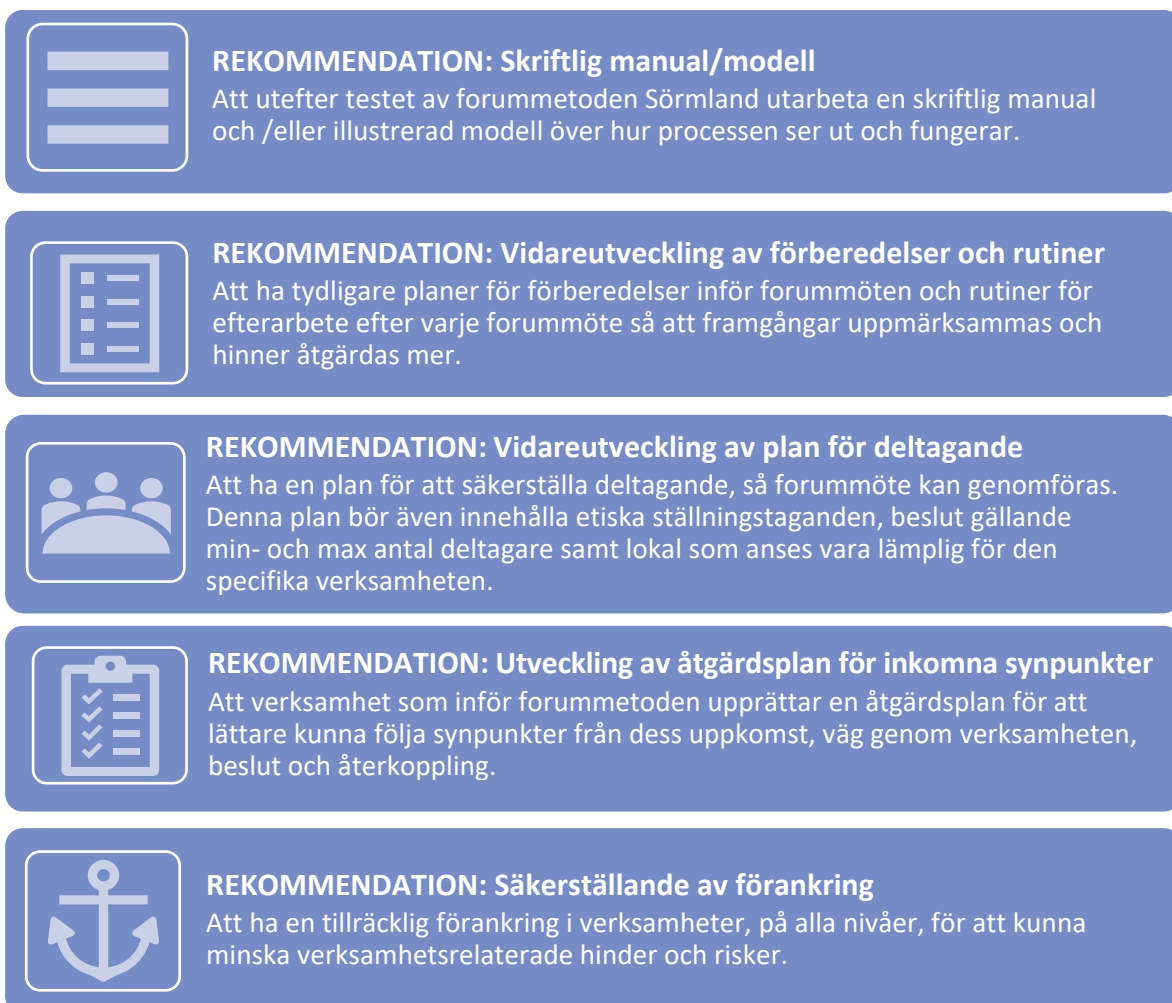 REKOMMENDATION: Skriftlig manual/modell
Att utefter testet av forummetoden Sörmland utarbeta en skriftlig manual
och /eller illustrerad modell över hur processen ser ut och fungerar.
REKOMMENDATION: Vidareutveckling av förberedelser och rutiner
Att ha tydligare planer för förberedelser inför forummöten och rutiner för
efterarbete efter varje forummöte så att framgångar uppmärksammas och
hinner åtgärdas mer.
REKOMMENDATION: Vidareutveckling av plan för deltagande
Att ha en plan för att säkerställa deltagande, så forummöte kan genomföras.
Denna plan bör även innehålla etiska ställningstaganden, beslut gällande
min- och max antal deltagare samt lokal som anses vara lämplig för den
specifika verksamheten.
REKOMMENDATION: Utveckling av åtgärdsplan för inkomna synpunkter
Att verksamhet som inför forummetoden upprättar en åtgärdsplan för att
lättare kunna följa synpunkter från dess uppkomst, väg genom verksamheten,
beslut och återkoppling.
REKOMMENDATION: Säkerställande av förankring
Att ha en tillräcklig förankring i verksamheter, på alla nivåer, för att kunna
minska verksamhetsrelaterade hinder och risker.